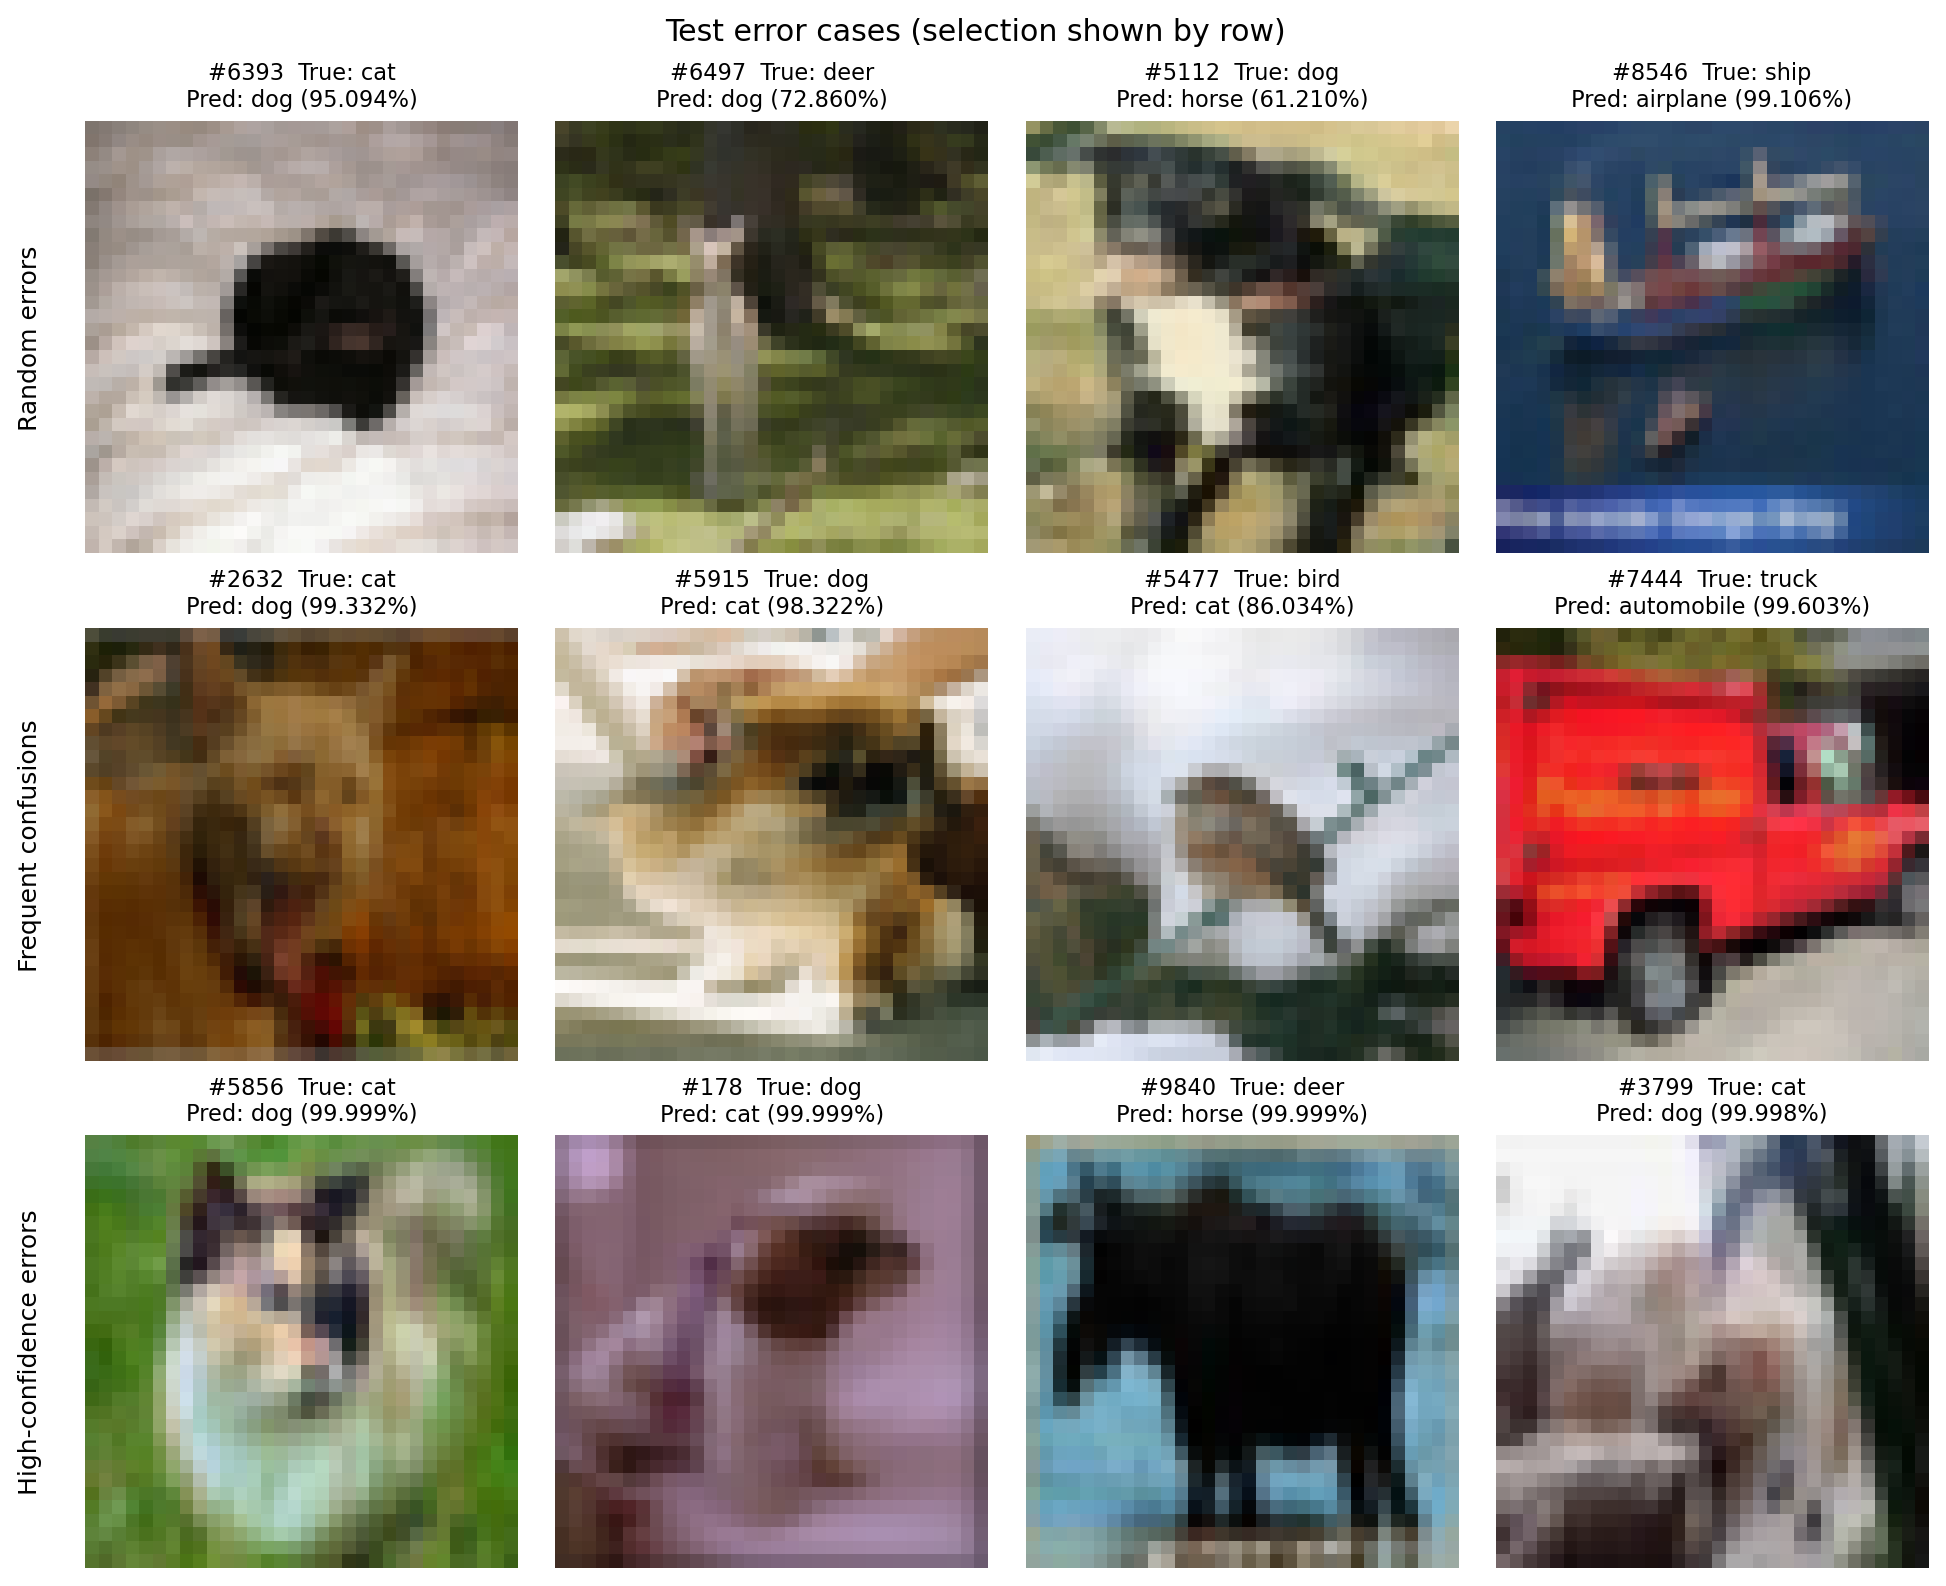 Test error cases (selection shown by row)
#6393  True: cat
Pred: dog (95.094%)
#6497  True: deer
Pred: dog (72.860%)
#5112  True: dog
Pred: horse (61.210%)
#8546  True: ship
Pred: airplane (99.106%)
Random errors
#2632  True: cat
Pred: dog (99.332%)
#5915  True: dog
Pred: cat (98.322%)
#5477  True: bird
Pred: cat (86.034%)
#7444  True: truck
Pred: automobile (99.603%)
Frequent confusions
#5856  True: cat
Pred: dog (99.999%)
#178  True: dog
Pred: cat (99.999%)
#9840  True: deer
Pred: horse (99.999%)
#3799  True: cat
Pred: dog (99.998%)
High-confidence errors